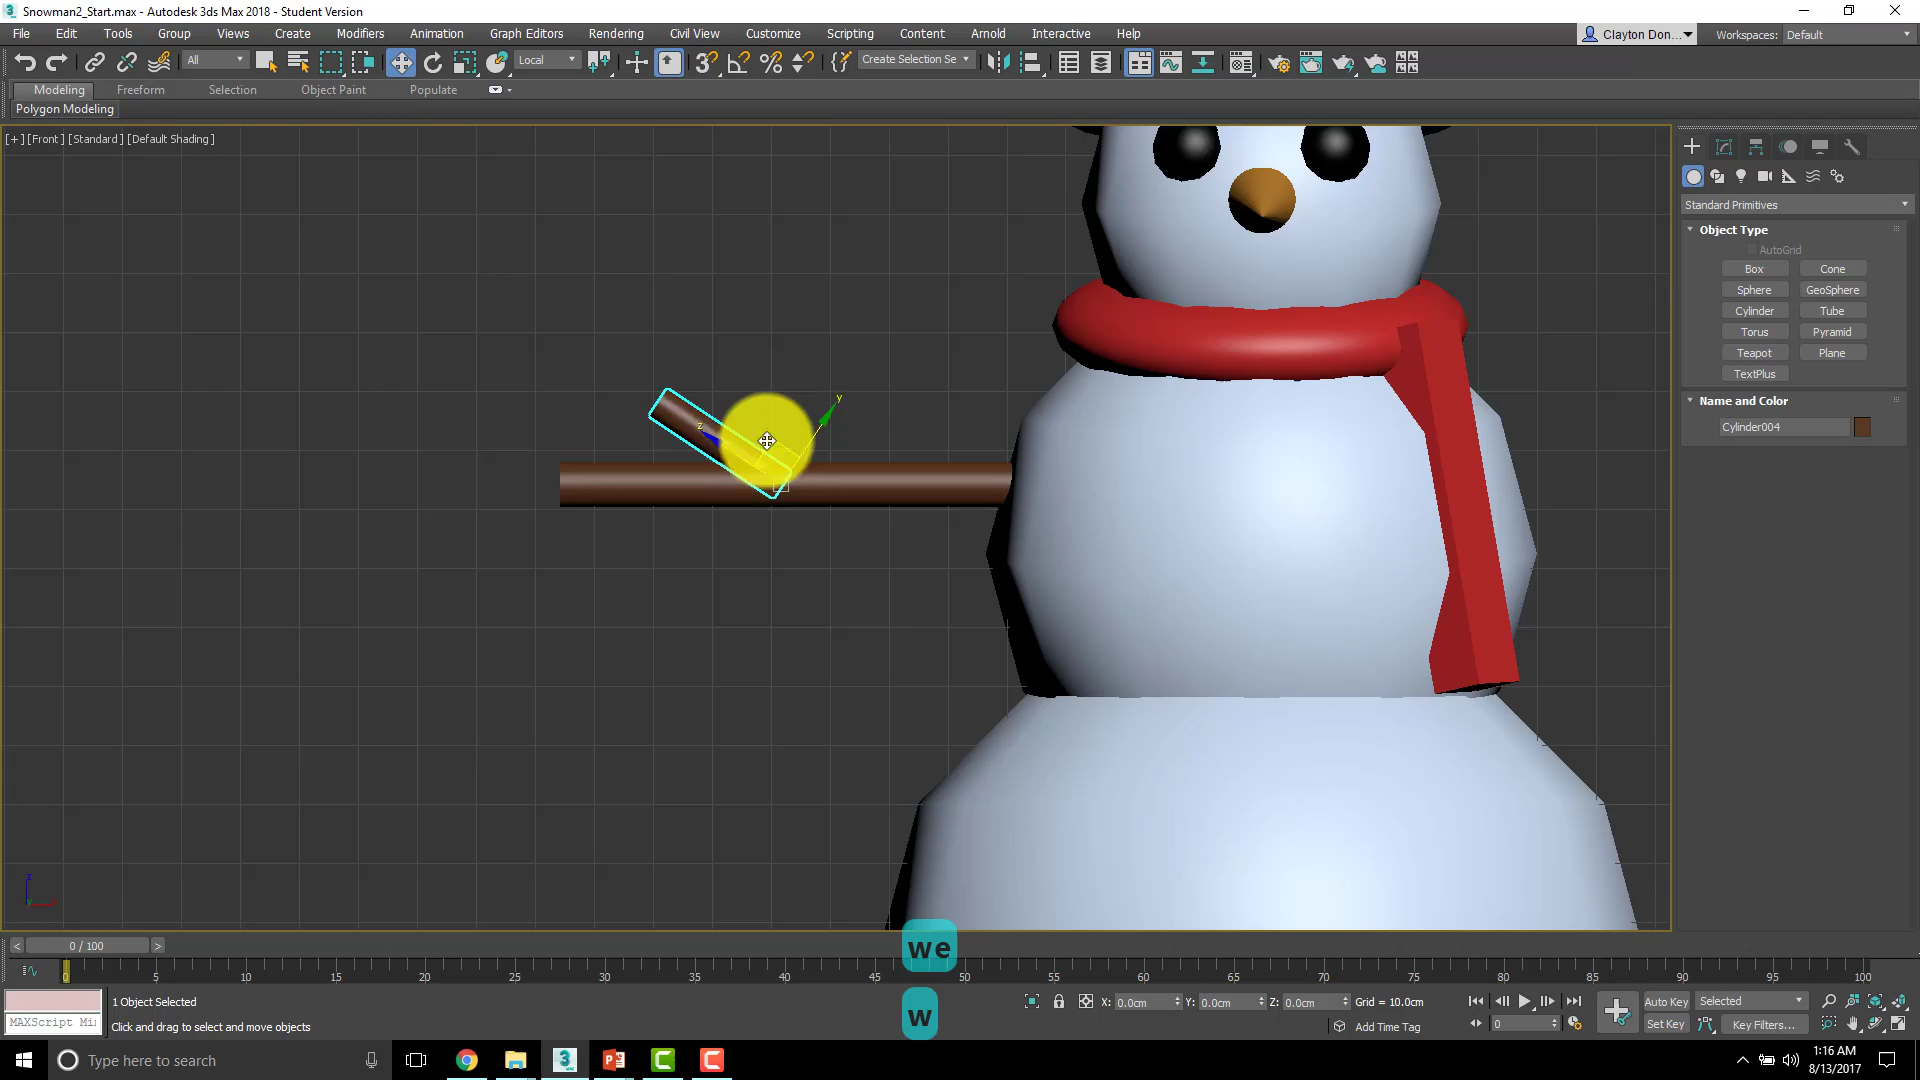 Snowman2_Start.max - Autodesk 3ds Max 2018 - Student Version
File Edit Tools Group Views Create Modifiers Animation Graph Editors Rendering Civil View Customize Scripting Content Arnold Interactive Help
Clayton Don... Workspaces: Default
All Local Create Selection Se
Modeling Freeform Selection Object Paint Populate
Polygon Modeling
[+] [Front] [Standard] [Default Shading]
Standard Primitives
Object Type
AutoGrid
Box Cone
Sphere GeoSphere
Cylinder Tube
Torus Pyramid
Teapot Plane
TextPlus
Name and Color
Cylinder004
y
z
z
y
we
w
< 0 / 100 >
0 5 10 15 20 25 30 35 40 45 50 55 60 65 70 75 80 85 90 95 100
1 Object Selected
X: 0.0cm Y: 0.0cm Z: 0.0cm Grid = 10.0cm
Auto Key Selected
MAXScript Mi
Click and drag to select and move objects
Add Time Tag
0
Set Key Key Filters...
Type here to search
1:16 AM
8/13/2017